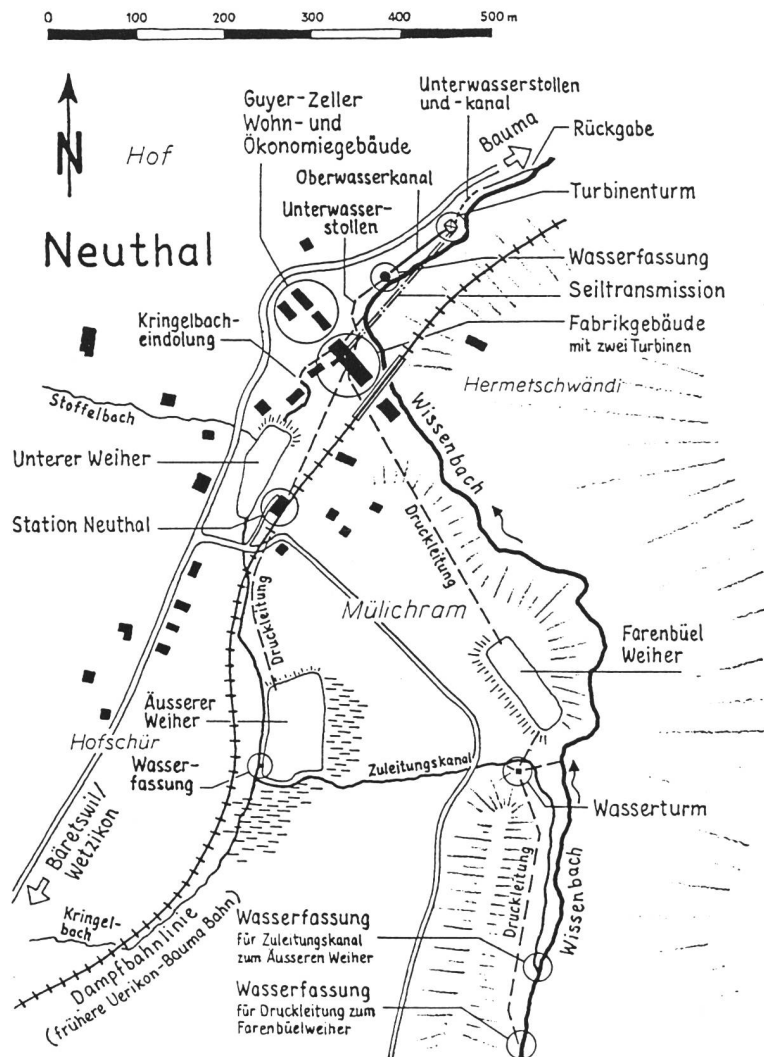 0 100 200 300 400 500 m
Unterwasserstollen
und-kanal
Guyer-Zeller
Wohn- und
Ökonomiegebäude
Bauma
Rückgabe
N
Hof
Oberwasserkanal
Turbinenturm
Unterwasser-
stollen
Neuthal
Wasserfassung
Seiltransmission
Kringelbach-
eindolung
Fabrikgebäude
mit zwei Turbinen
Hermetschwändi
Stoffelbach
Wissenbach
Unterer Weiher
Station Neuthal
Druckleitung
Druckleitung
Mülichram
Farenbüel
Weiher
Äusserer
Weiher
Hofschür
Wasser-
fassung
Zuleitungskanal
Wasserturm
Bäretswil/
Wetzikon
Druckleitung
Wissenbach
Kringel-
bach
Dampfbahnlinie
(frühere Uerikon-Bauma Bahn)
Wasserfassung
für Zuleitungskanal
zum Äusseren Weiher
Wasserfassung
für Druckleitung zum
Farenbüelweiher